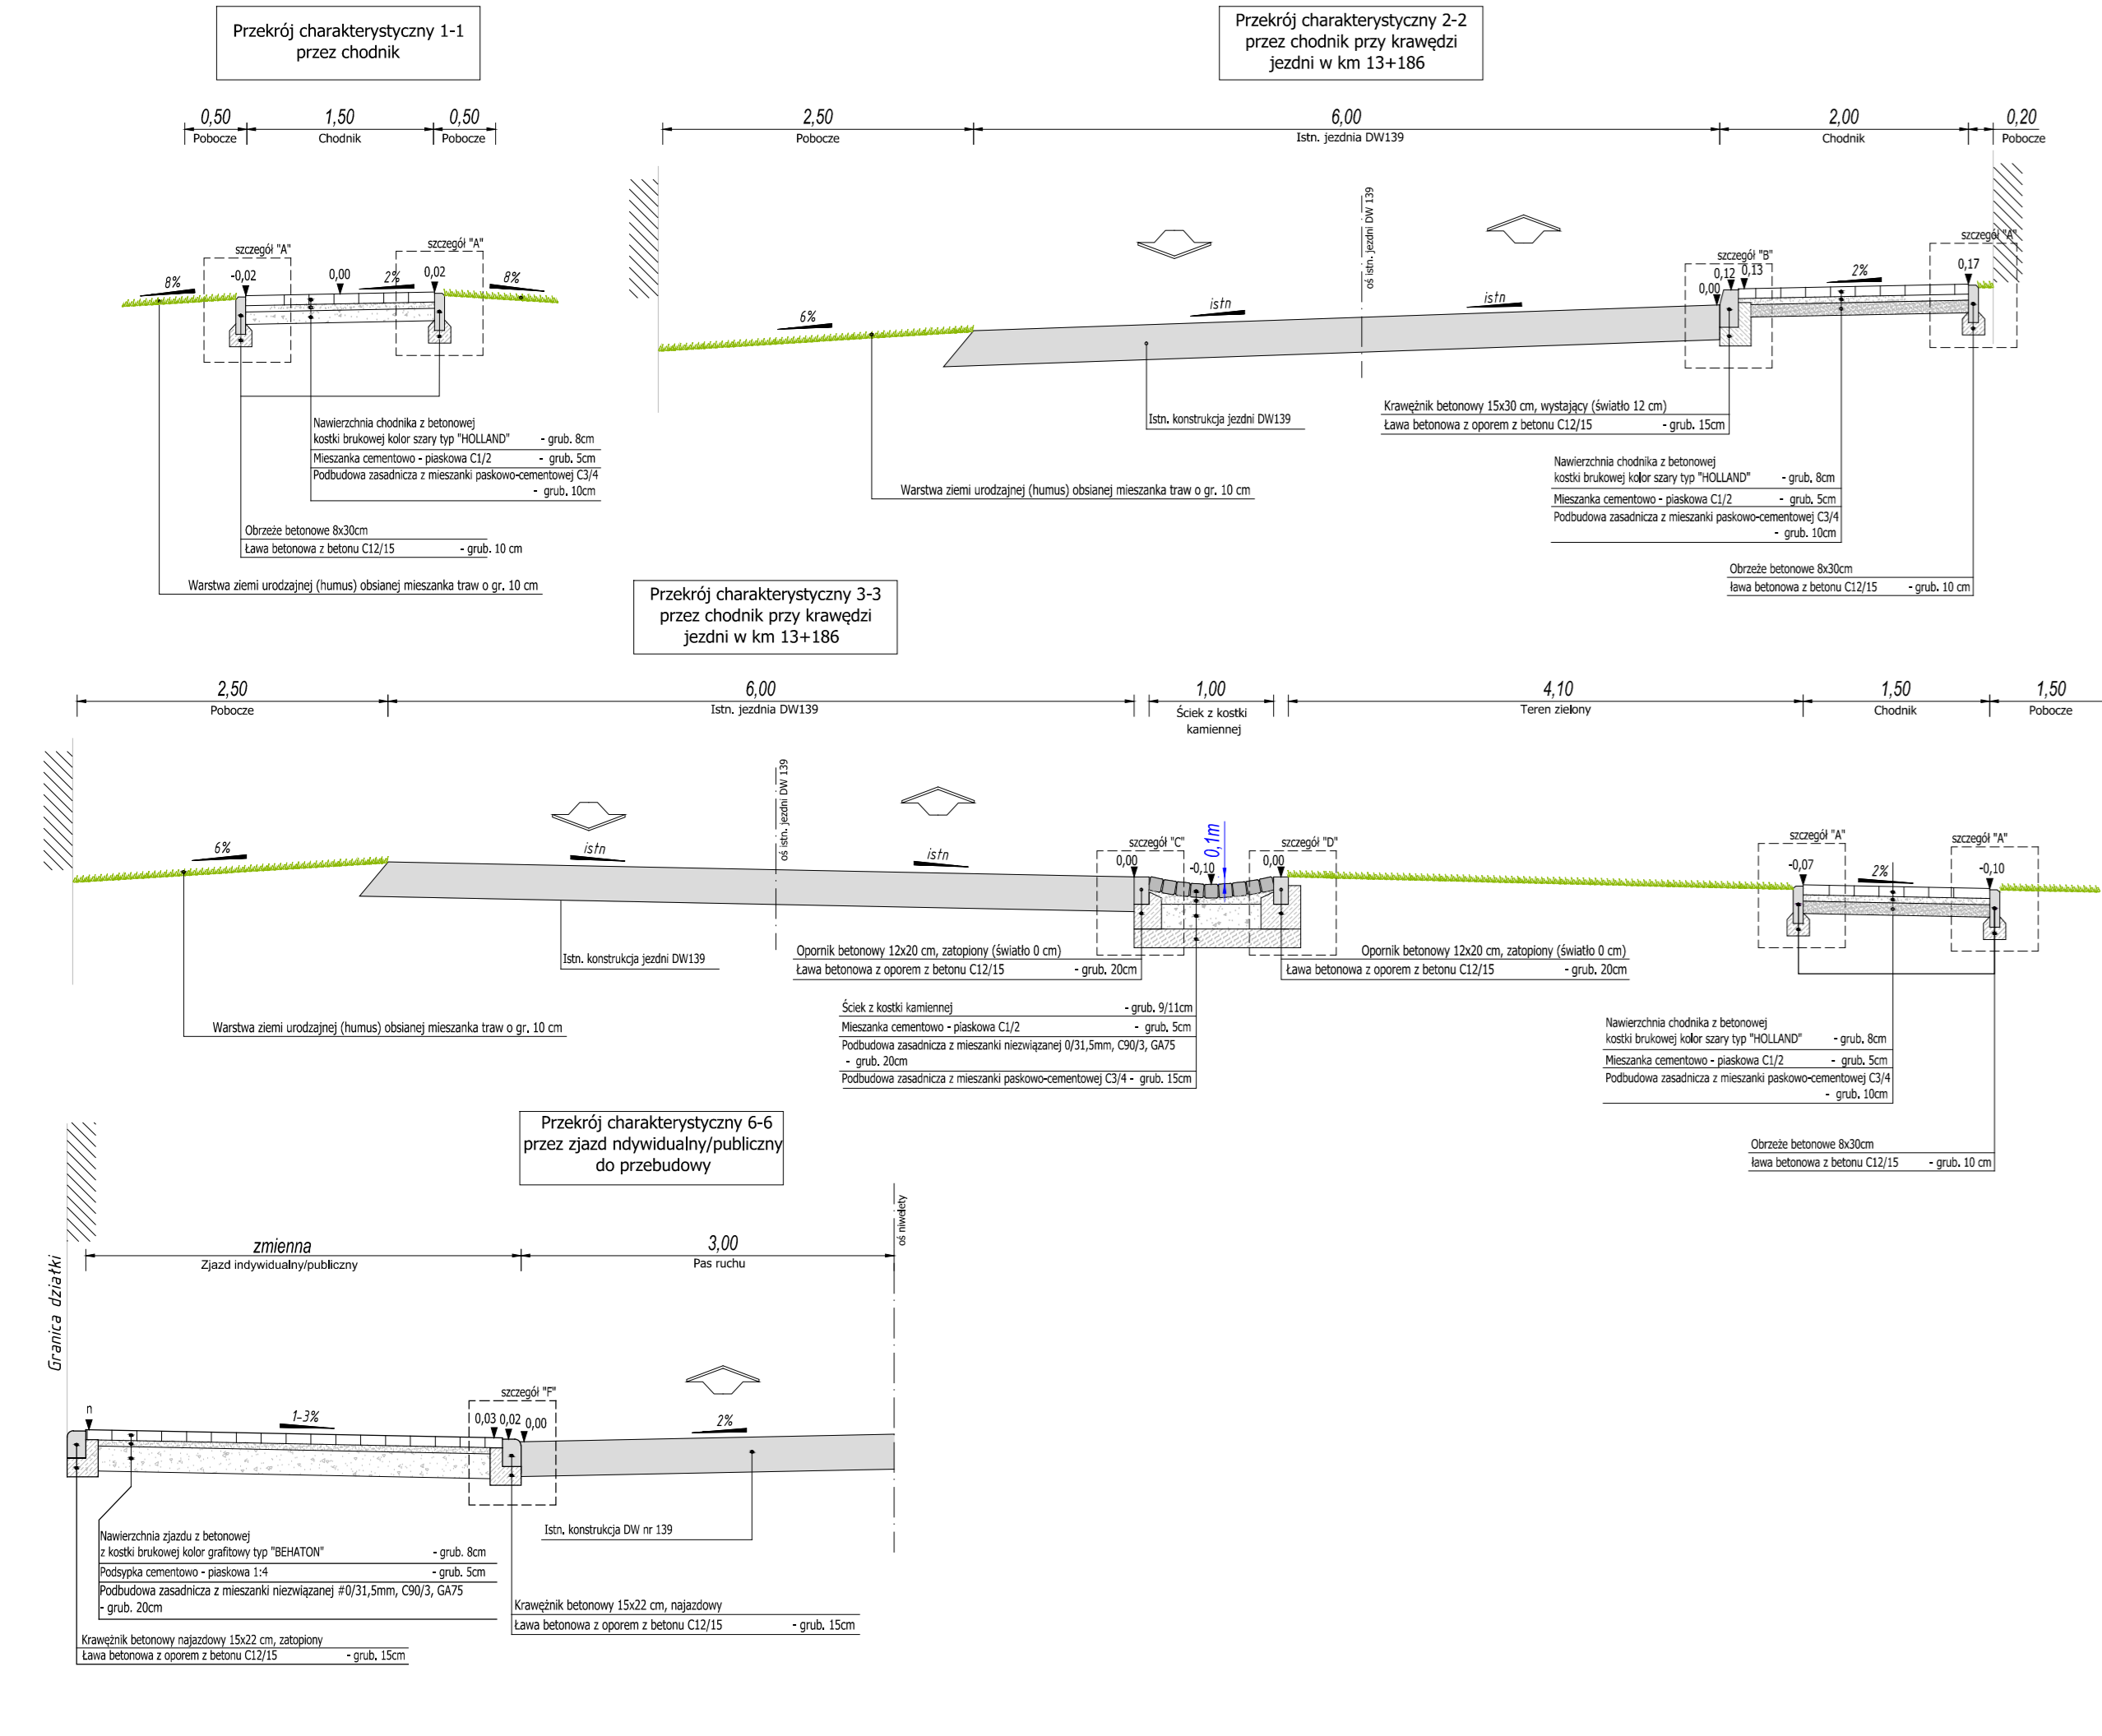 Przekrój charakterystyczny 1-1
przez chodnik
0,50
1,50
0,50
Pobocze
Chodnik
Pobocze
szczegół "A"
szczegół "A"
8%
-0,02
0,00
2%
0,02
8%
Nawierzchnia chodnika z betonowej
kostki brukowej kolor szary typ "HOLLAND" - grub. 8cm
Mieszanka cementowo - piaskowa C1/2 - grub. 5cm
Podbudowa zasadnicza z mieszanki paskowo-cementowej C3/4
- grub. 10cm
Obrzeże betonowe 8x30cm
Ława betonowa z betonu C12/15 - grub. 10 cm
Warstwa ziemi urodzajnej (humus) obsianej mieszanka traw o gr. 10 cm
Przekrój charakterystyczny 2-2
przez chodnik przy krawędzi
jezdni w km 13+186
2,50
6,00
2,00
0,20
Pobocze
Istn. jezdnia DW139
Chodnik
Pobocze
oś istn. jezdni DW 139
szczegół "B"
szczegół "A"
6%
istn
istn
0,00
0,12
0,13
2%
0,17
Istn. konstrukcja jezdni DW139
Krawężnik betonowy 15x30 cm, wystający (światło 12 cm)
Ława betonowa z oporem z betonu C12/15 - grub. 15cm
Warstwa ziemi urodzajnej (humus) obsianej mieszanka traw o gr. 10 cm
Nawierzchnia chodnika z betonowej
kostki brukowej kolor szary typ "HOLLAND" - grub. 8cm
Mieszanka cementowo - piaskowa C1/2 - grub. 5cm
Podbudowa zasadnicza z mieszanki paskowo-cementowej C3/4
- grub. 10cm
Obrzeże betonowe 8x30cm
ława betonowa z betonu C12/15 - grub. 10 cm
Przekrój charakterystyczny 3-3
przez chodnik przy krawędzi
jezdni w km 13+186
2,50
6,00
1,00
4,10
1,50
1,50
Pobocze
Istn. jezdnia DW139
Ściek z kostki
kamiennej
Teren zielony
Chodnik
Pobocze
oś istn. jezdni DW 139
szczegół "C"
0,1m
szczegół "D"
szczegół "A"
szczegół "A"
6%
istn
istn
0,00
-0,10
0,00
-0,07
2%
-0,10
Istn. konstrukcja jezdni DW139
Opornik betonowy 12x20 cm, zatopiony (światło 0 cm)
Ława betonowa z oporem z betonu C12/15 - grub. 20cm
Opornik betonowy 12x20 cm, zatopiony (światło 0 cm)
Ława betonowa z oporem z betonu C12/15 - grub. 20cm
Warstwa ziemi urodzajnej (humus) obsianej mieszanka traw o gr. 10 cm
Ściek z kostki kamiennej - grub. 9/11cm
Mieszanka cementowo - piaskowa C1/2 - grub. 5cm
Podbudowa zasadnicza z mieszanki niezwiązanej 0/31,5mm, C90/3, GA75
- grub. 20cm
Podbudowa zasadnicza z mieszanki paskowo-cementowej C3/4 - grub. 15cm
Nawierzchnia chodnika z betonowej
kostki brukowej kolor szary typ "HOLLAND" - grub. 8cm
Mieszanka cementowo - piaskowa C1/2 - grub. 5cm
Podbudowa zasadnicza z mieszanki paskowo-cementowej C3/4
- grub. 10cm
Obrzeże betonowe 8x30cm
ława betonowa z betonu C12/15 - grub. 10 cm
Przekrój charakterystyczny 6-6
przez zjazd ndywidualny/publiczny
do przebudowy
Granica działki
zmienna
3,00
Zjazd indywidualny/publiczny
Pas ruchu
oś niwelety
szczegół "F"
n
1-3%
0,03
0,02
0,00
2%
Nawierzchnia zjazdu z betonowej
z kostki brukowej kolor grafitowy typ "BEHATON" - grub. 8cm
Podsypka cementowo - piaskowa 1:4 - grub. 5cm
Podbudowa zasadnicza z mieszanki niezwiązanej #0/31,5mm, C90/3, GA75
- grub. 20cm
Istn. konstrukcja DW nr 139
Krawężnik betonowy 15x22 cm, najazdowy
Ława betonowa z oporem z betonu C12/15 - grub. 15cm
Krawężnik betonowy najazdowy 15x22 cm, zatopiony
Ława betonowa z oporem z betonu C12/15 - grub. 15cm